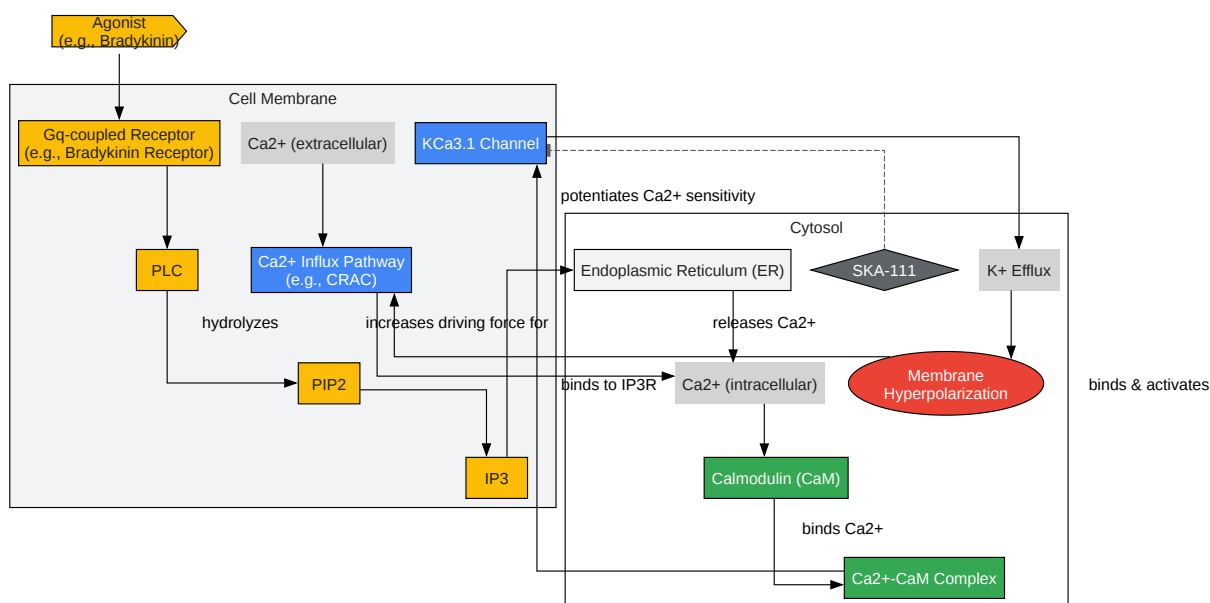 Agonist
(e.g., Bradykinin)
Cell Membrane
Gq-coupled Receptor
(e.g., Bradykinin Receptor)
Ca2+ (extracellular)
KCa3.1 Channel
potentiates Ca2+ sensitivity
Cytosol
PLC
Ca2+ Influx Pathway
(e.g., CRAC)
Endoplasmic Reticulum (ER)
SKA-111
K+ Efflux
hydrolyzes
increases driving force for
releases Ca2+
PIP2
binds to IP3R
Ca2+ (intracellular)
Membrane
Hyperpolarization
binds & activates
IP3
Calmodulin (CaM)
binds Ca2+
Ca2+-CaM Complex